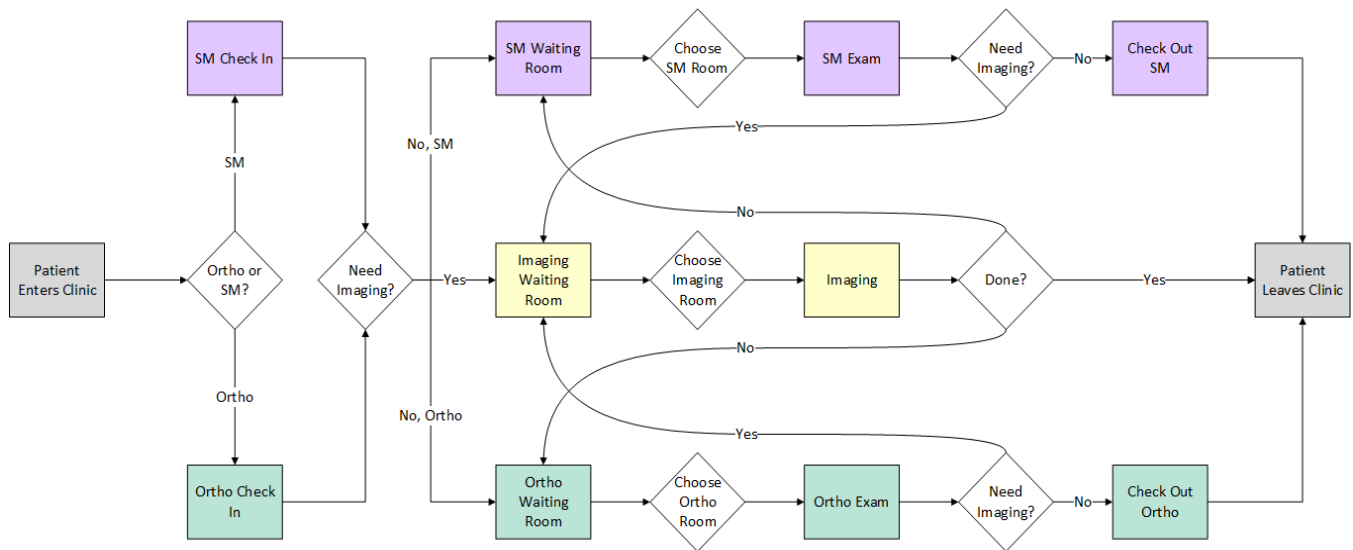 SM Check In
SM Waiting
Room
Choose
SM Room
SM Exam
Need
Imaging?
No
Check Out
SM
Yes
No, SM
SM
No
Patient
Enters Clinic
Ortho or
SM?
Need
Imaging?
Yes
Imaging
Waiting
Room
Choose
Imaging
Room
Imaging
Done?
Yes
Patient
Leaves Clinic
No
Ortho
No, Ortho
Yes
Ortho Check
In
Ortho
Waiting
Room
Choose
Ortho
Room
Ortho Exam
Need
Imaging?
No
Check Out
Ortho